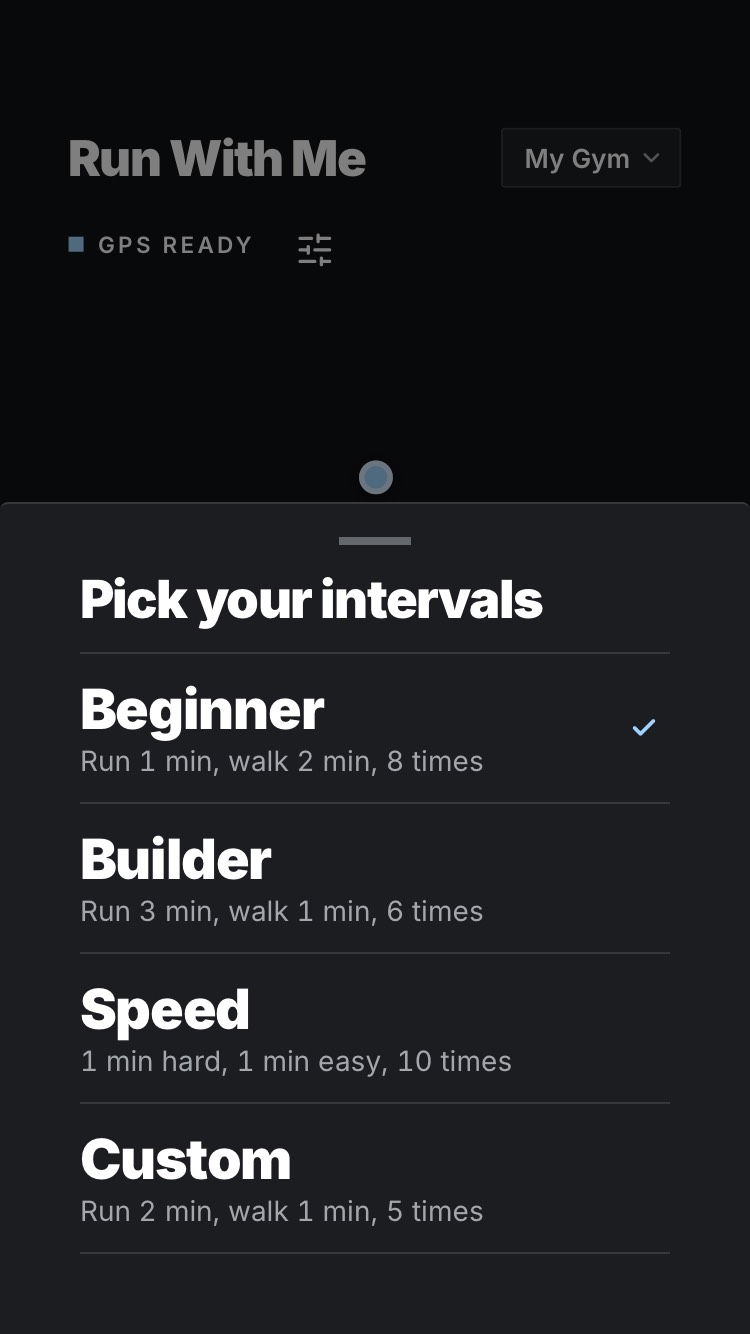 Run With Me
My Gym
GPS READY
Pick your intervals
Beginner
Run 1 min, walk 2 min, 8 times
Builder
Run 3 min, walk 1 min, 6 times
Speed
1 min hard, 1 min easy, 10 times
Custom
Run 2 min, walk 1 min, 5 times